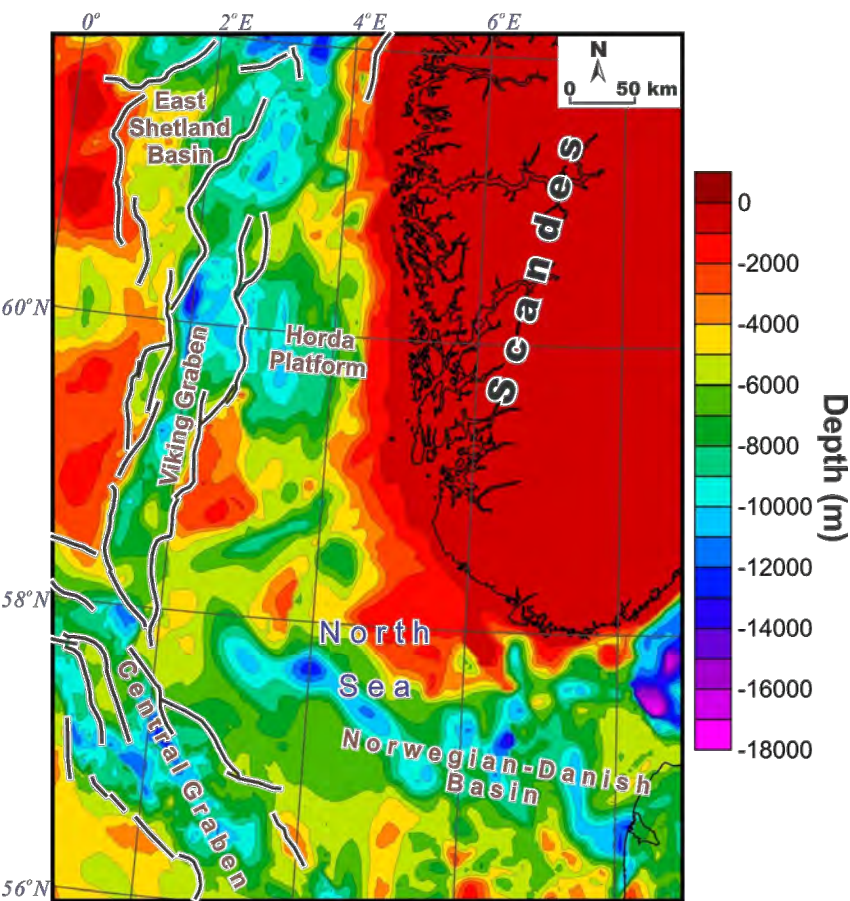 0° 2°E 4°E 6°E
N
0 50 km
East
Shetland
Basin
Scandes
60°N
Horda
Platform
Viking Graben
58°N
North
Sea
Central Graben
Norwegian-Danish
Basin
56°N
0
-2000
-4000
-6000
-8000
-10000
-12000
-14000
-16000
-18000
Depth (m)